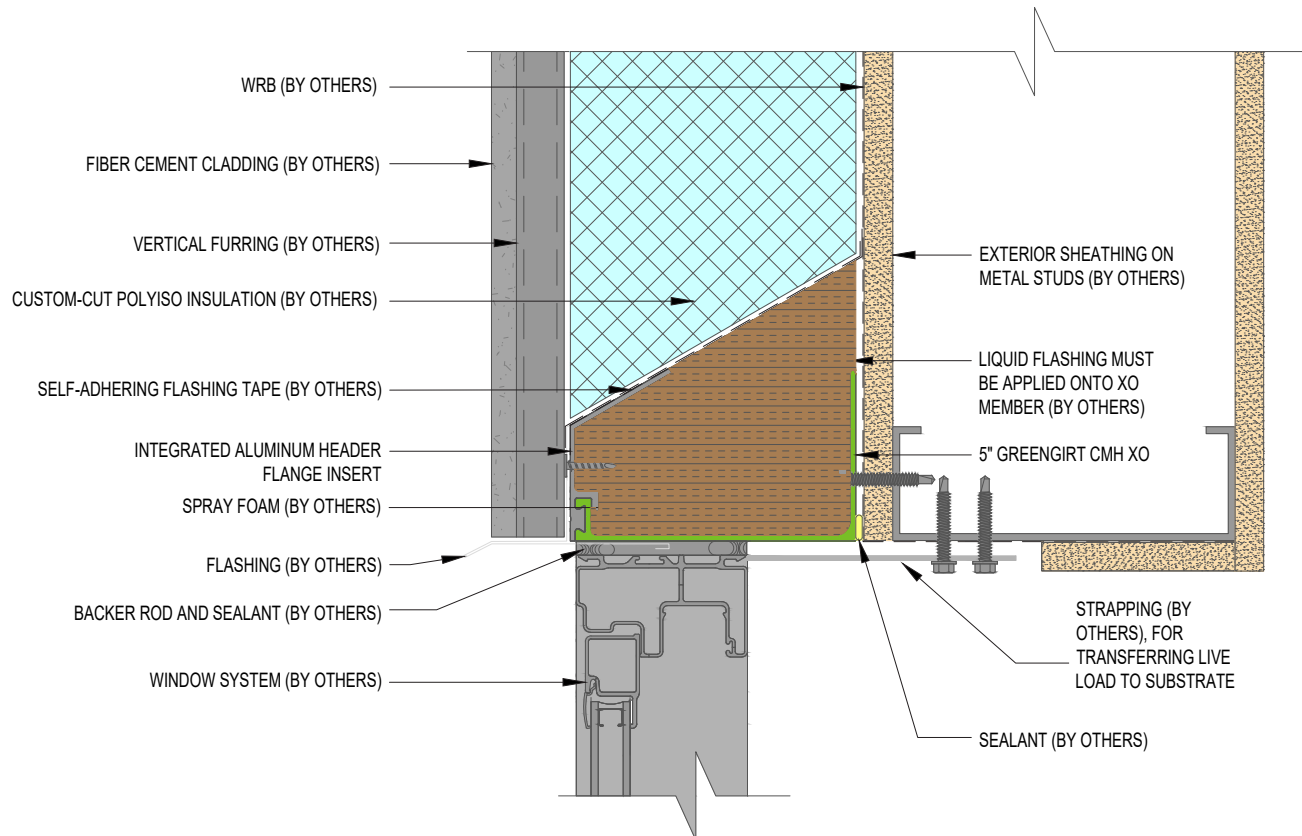 WRB (BY OTHERS)
FIBER CEMENT CLADDING (BY OTHERS)
VERTICAL FURRING (BY OTHERS)
CUSTOM-CUT POLYISO INSULATION (BY OTHERS)
SELF-ADHERING FLASHING TAPE (BY OTHERS)
INTEGRATED ALUMINUM HEADER
FLANGE INSERT
SPRAY FOAM (BY OTHERS)
FLASHING (BY OTHERS)
BACKER ROD AND SEALANT (BY OTHERS)
WINDOW SYSTEM (BY OTHERS)
EXTERIOR SHEATHING ON
METAL STUDS (BY OTHERS)
LIQUID FLASHING MUST
BE APPLIED ONTO XO
MEMBER (BY OTHERS)
5" GREENGIRT CMH XO
STRAPPING (BY
OTHERS), FOR
TRANSFERRING LIVE
LOAD TO SUBSTRATE
SEALANT (BY OTHERS)